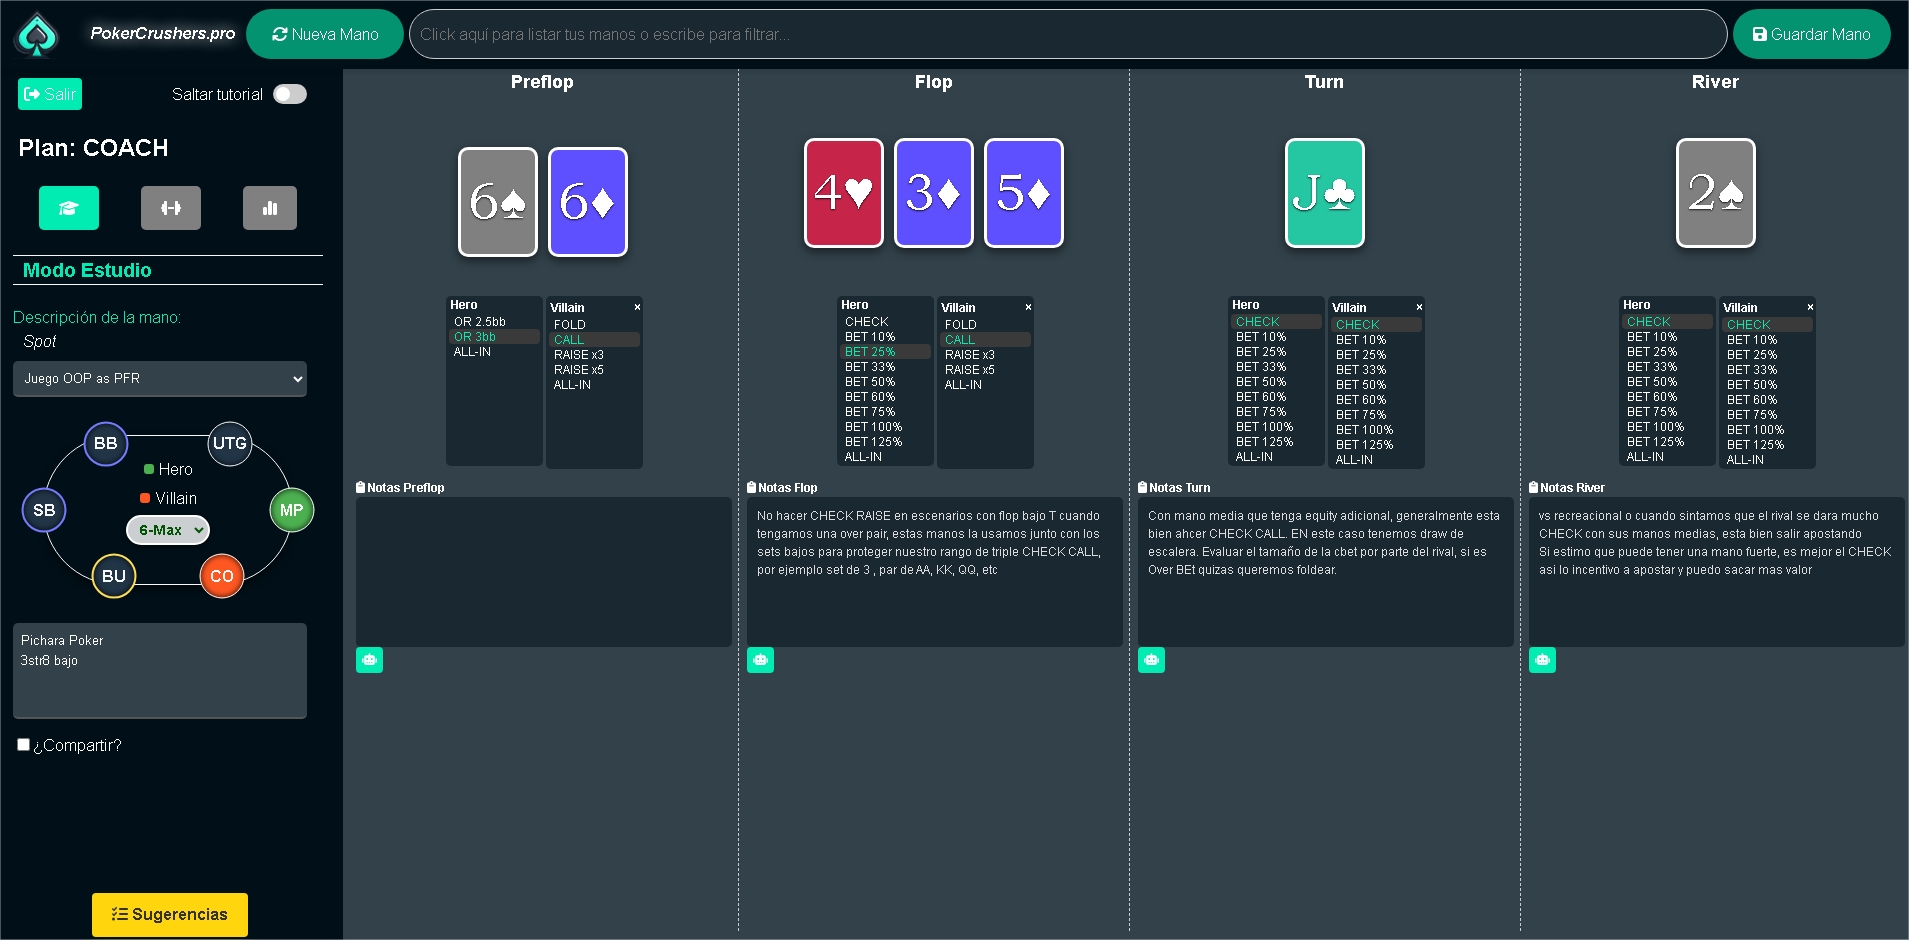 PokerCrushers.pro
Nueva Mano
Click aquí para listar tus manos o escribe para filtrar...
Guardar Mano
Salir
Saltar tutorial
Plan: COACH
Modo Estudio
Descripción de la mano:
Spot
Juego OOP as PFR
BB
UTG
Hero
Villain
SB
MP
6-Max
BU
CO
Pichara Poker
3str8 bajo
¿Compartir?
Sugerencias
Preflop
6♠
6♦
Hero
OR 2.5bb
OR 3bb
ALL-IN
Villain ×
FOLD
CALL
RAISE x3
RAISE x5
ALL-IN
Notas Preflop
Flop
4♥
3♦
5♦
Hero
CHECK
BET 10%
BET 25%
BET 33%
BET 50%
BET 60%
BET 75%
BET 100%
BET 125%
ALL-IN
Villain ×
FOLD
CALL
RAISE x3
RAISE x5
ALL-IN
Notas Flop
No hacer CHECK RAISE en escenarios con flop bajo T cuando
tengamos una over pair, estas manos la usamos junto con los
sets bajos para proteger nuestro rango de triple CHECK CALL,
por ejemplo set de 3 , par de AA, KK, QQ, etc
Turn
J♣
Hero
CHECK
BET 10%
BET 25%
BET 33%
BET 50%
BET 60%
BET 75%
BET 100%
BET 125%
ALL-IN
Villain ×
CHECK
BET 10%
BET 25%
BET 33%
BET 50%
BET 60%
BET 75%
BET 100%
BET 125%
ALL-IN
Notas Turn
Con mano media que tenga equity adicional, generalmente esta
bien ahcer CHECK CALL. EN este caso tenemos draw de
escalera. Evaluar el tamaño de la cbet por parte del rival, si es
Over BEt quizas queremos foldear.
River
2♠
Hero
CHECK
BET 10%
BET 25%
BET 33%
BET 50%
BET 60%
BET 75%
BET 100%
BET 125%
ALL-IN
Villain ×
CHECK
BET 10%
BET 25%
BET 33%
BET 50%
BET 60%
BET 75%
BET 100%
BET 125%
ALL-IN
Notas River
vs recreacional o cuando sintamos que el rival se dara mucho
CHECK con sus manos medias, esta bien salir apostando
Si estimo que puede tener una mano fuerte, es mejor el CHECK
asi lo incentivo a apostar y puedo sacar mas valor